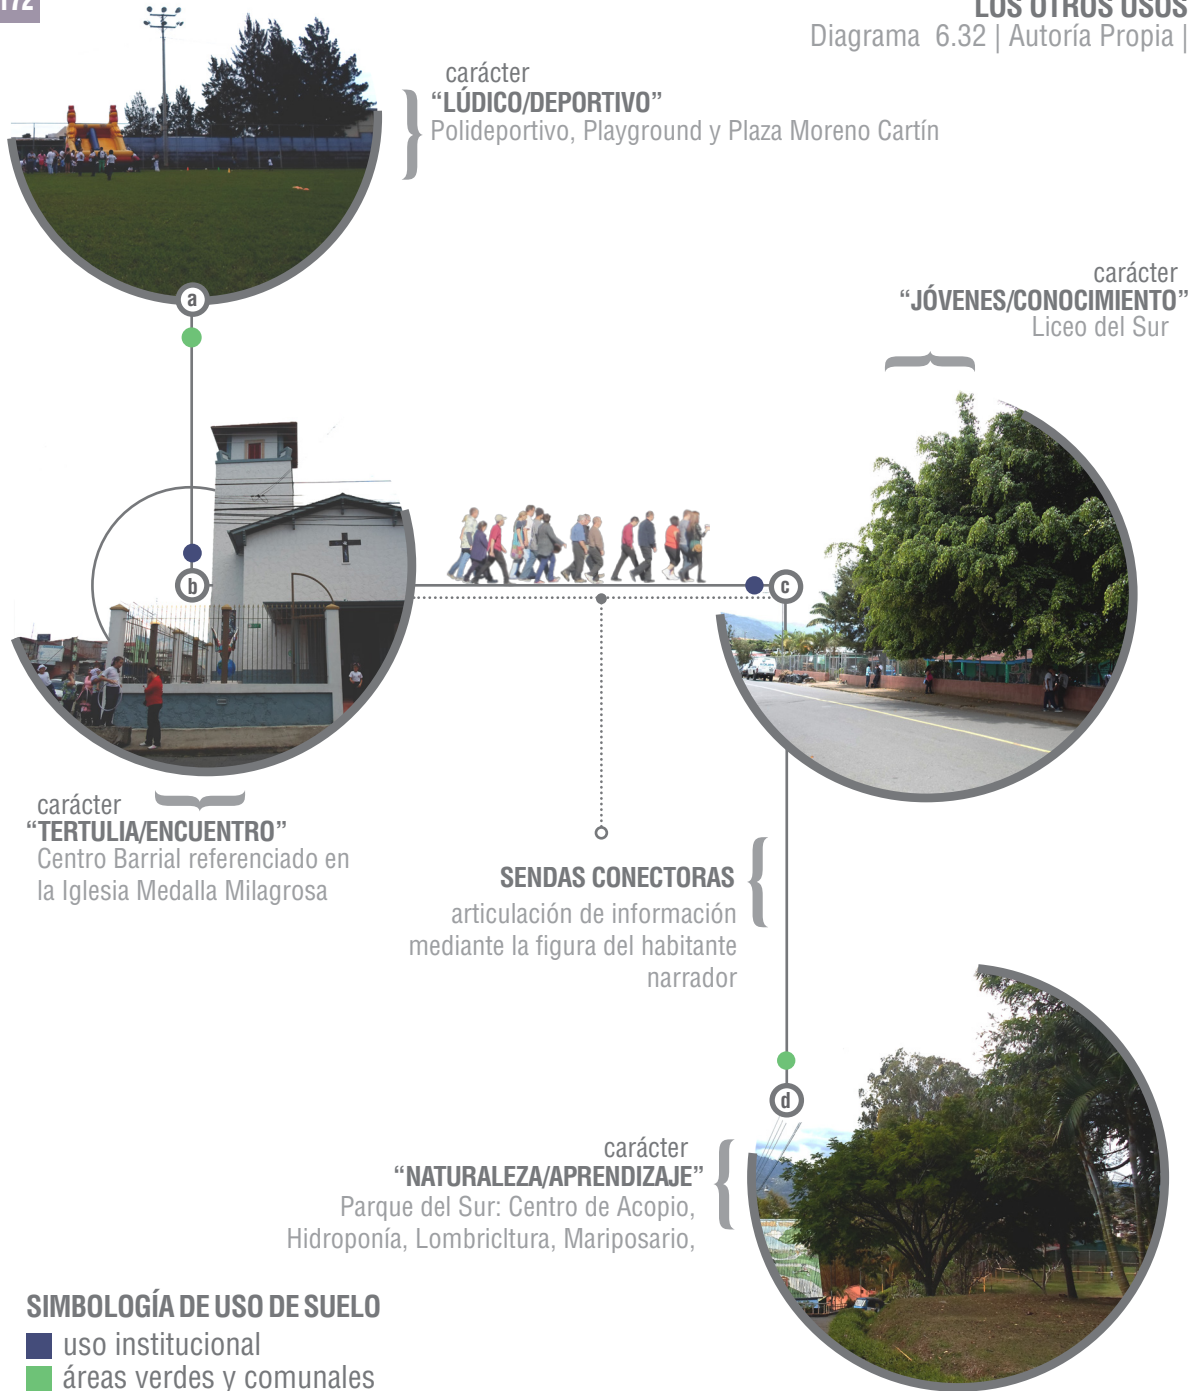 172
LOS OTROS USOS
Diagrama 6.32 | Autoría Propia |
carácter
“LÚDICO/DEPORTIVO”
Polideportivo, Playground y Plaza Moreno Cartín
carácter
“JÓVENES/CONOCIMIENTO”
Liceo del Sur
a
b
c
carácter
“TERTULIA/ENCUENTRO”
Centro Barrial referenciado en
la Iglesia Medalla Milagrosa
SENDAS CONECTORAS
articulación de información
mediante la figura del habitante
narrador
d
carácter
“NATURALEZA/APRENDIZAJE”
Parque del Sur: Centro de Acopio,
Hidroponía, LombricItura, Mariposario,
SIMBOLOGÍA DE USO DE SUELO
uso institucional
áreas verdes y comunales